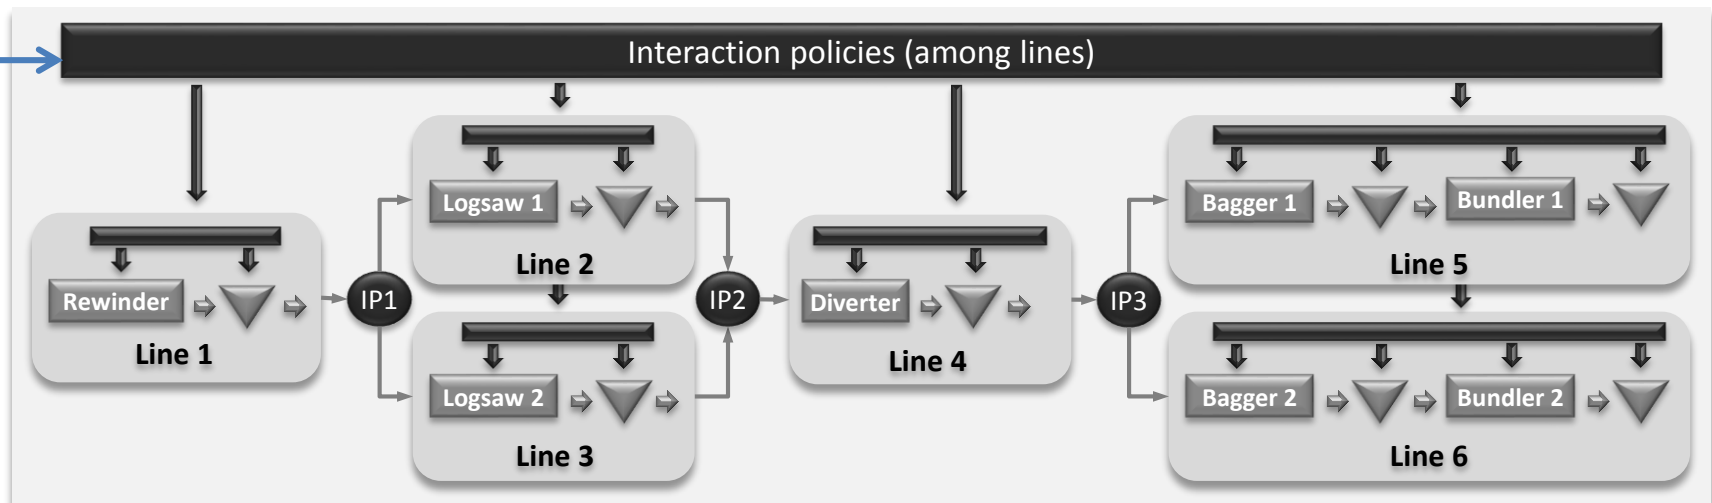 Interaction policies (among lines)
Rewinder
Line 1
IP1
Logsaw 1
Line 2
Logsaw 2
Line 3
IP2
Diverter
Line 4
IP3
Bagger 1
Bundler 1
Line 5
Bagger 2
Bundler 2
Line 6